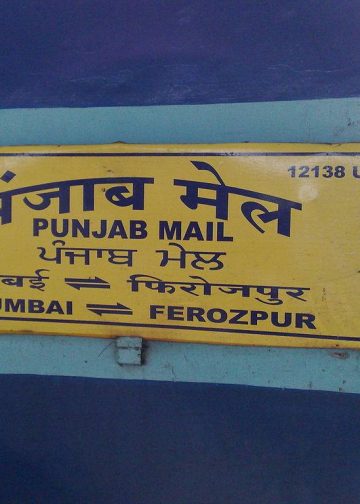 12138 U
पंजाब मेल
PUNJAB MAIL
ਪੰਜਾਬ ਮੇਲ
बई ⇌ फिरोजपुर
UMBAI ⇌ FEROZPUR